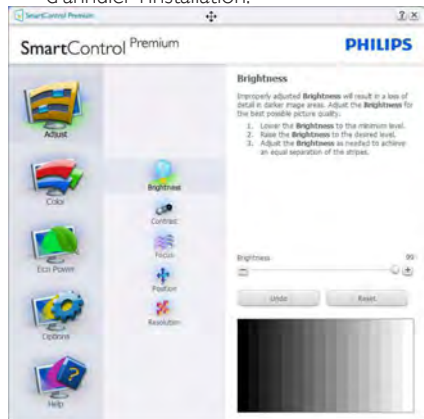 d'annuler l'installation.
SmartControl Premium
SmartControl Premium
PHILIPS
Adjust
Color
Eco Power
Options
Help
Brightness
Contrast
Focus
Position
Resolution
Brightness
Improperly adjusted Brightness will result in a loss of
detail in darker image areas. Adjust the Brightness for
the best possible picture quality.
1. Lower the Brightness to the minimum level.
2. Raise the Brightness to the desired level.
3. Adjust the Brightness as needed to achieve
an equal separation of the stripes.
Brightness
Undo
Reset